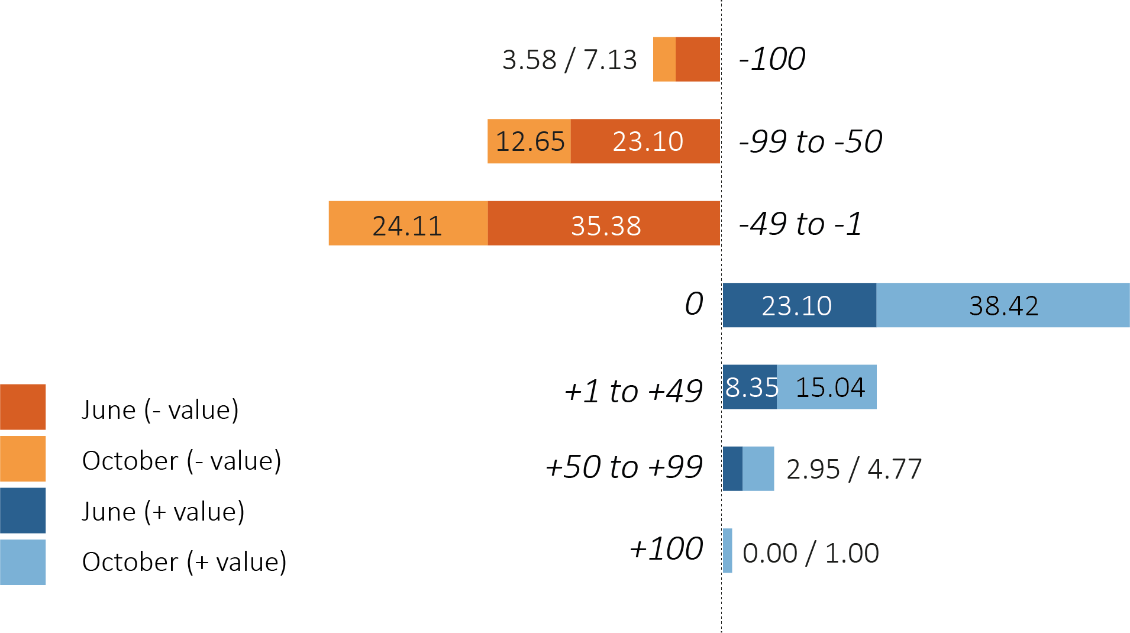 3.58 / 7.13 -100
12.65 23.10 -99 to -50
24.11 35.38 -49 to -1
0 23.10 38.42
+1 to +49 8.35 15.04
+50 to +99 2.95 / 4.77
+100 0.00 / 1.00
June (- value)
October (- value)
June (+ value)
October (+ value)